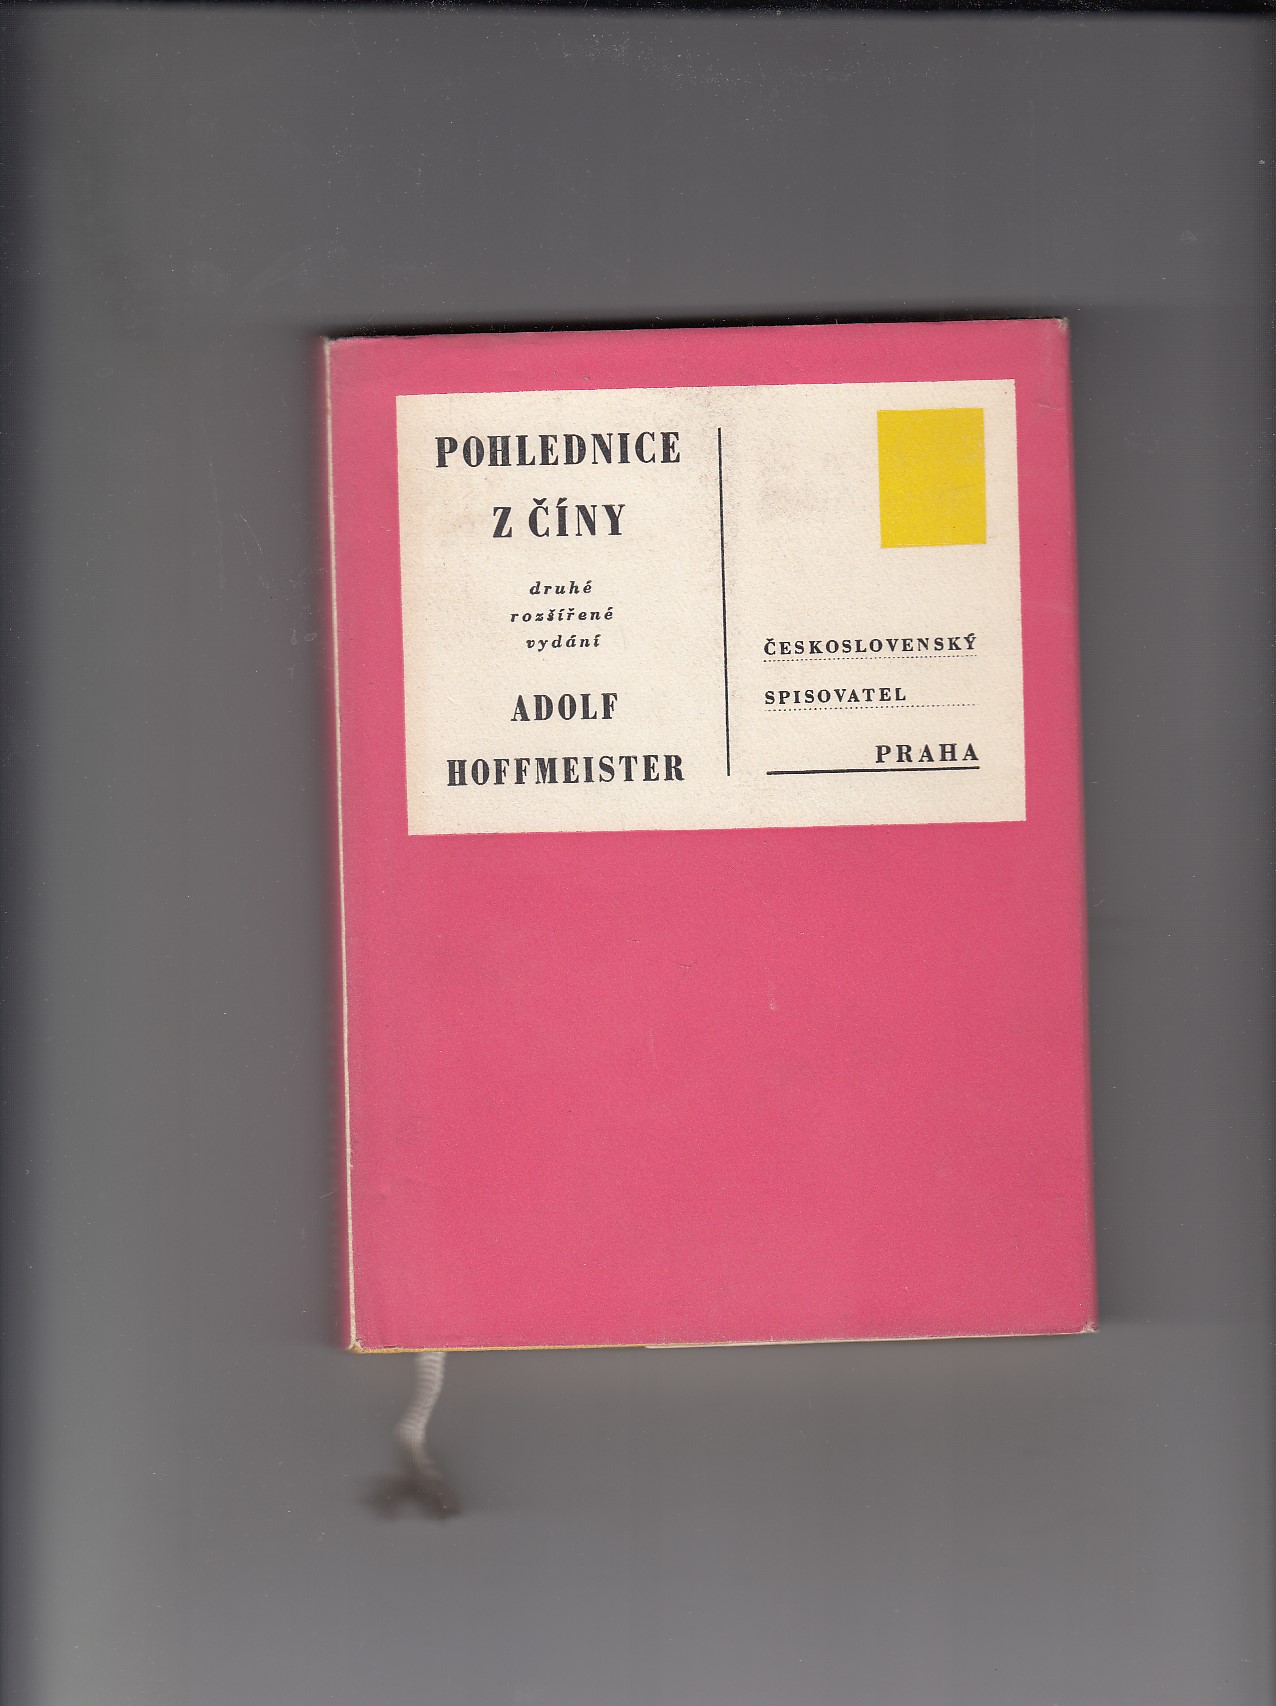 POHLEDNICE
Z ČÍNY
druhé
rozšířené
vydání
ADOLF
HOFFMEISTER
ČESKOSLOVENSKÝ
SPISOVATEL
PRAHA